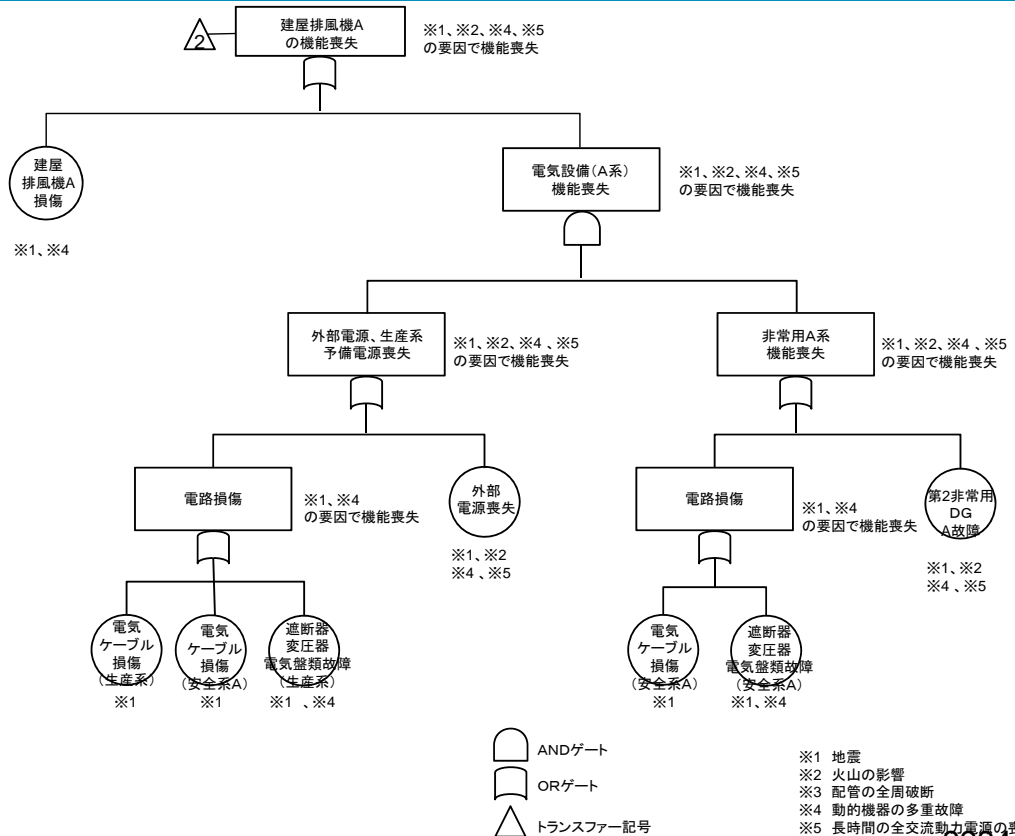 建屋排風機A
の機能喪失
2
※1、※2、※4、※5
の要因で機能喪失
建屋
排風機A
損傷
※1、※4
電気設備(A系)
機能喪失
※1、※2、※4、※5
の要因で機能喪失
外部電源、生産系
予備電源喪失
※1、※2、※4 、※5
の要因で機能喪失
非常用A系
機能喪失
※1、※2、※4 、※5
の要因で機能喪失
電路損傷
※1、※4
の要因で機能喪失
外部
電源喪失
※1、※2
※4 、※5
電路損傷
※1、※4
の要因で機能喪失
第2非常用
DG
A故障
※1、※2
※4 、※5
電気
ケーブル
損傷
(生産系)
※1
電気
ケーブル
損傷
(安全系A)
※1
遮断器
変圧器
電気盤類故障
(生産系)
※1 、※4
電気
ケーブル
損傷
(安全系A)
※1
遮断器
変圧器
電気盤類故障
(安全系A)
※1、※4
ANDゲート
ORゲート
トランスファー記号
※1 地震
※2 火山の影響
※3 配管の全周破断
※4 動的機器の多重故障
※5 長時間の全交流動力電源の喪